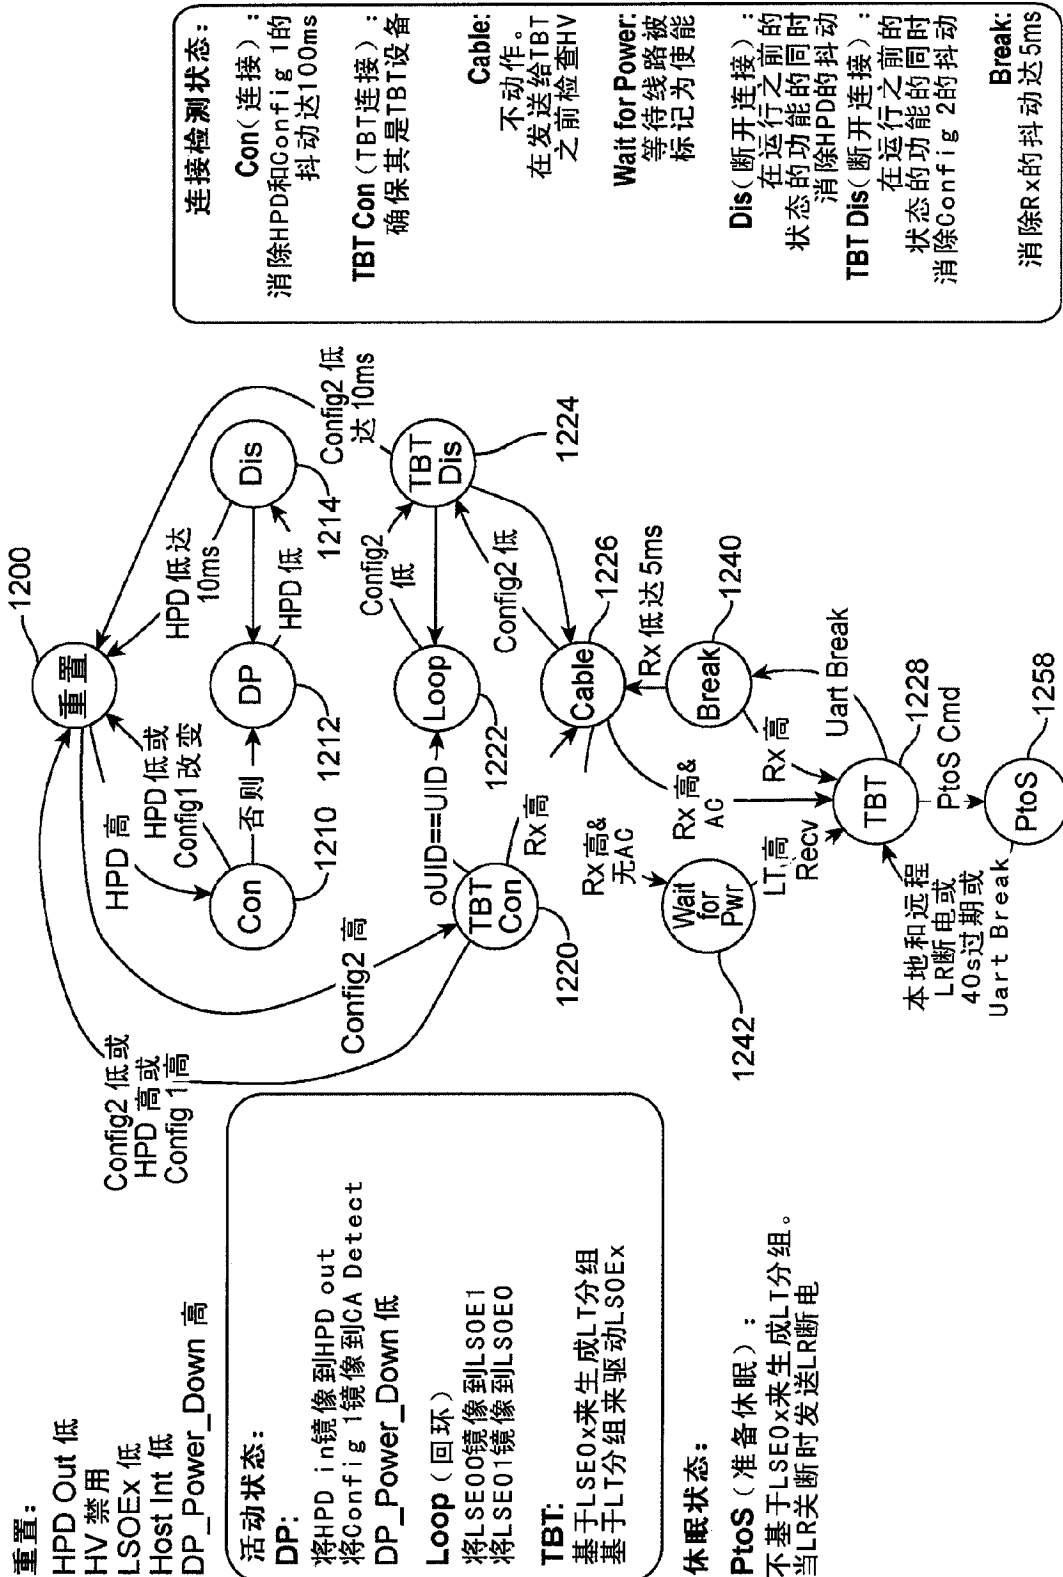 重置：
HPD Out 低
HV 禁用
LSOEx 低
Host Int 低
DP_Power_Down 高
活动状态：
DP:
将HPD in镜像到HPD out
将Config 1镜像到CA Detect
DP_Power_Down 低
Loop（回环）
将LSEO0镜像到LSOE1
将LSEO1镜像到LSOE0
TBT:
基于LSEOx来生成LT分组
基于LT分组来驱动LSOEx
休眠状态：
PtoS（准备休眠）：
不基于LSEOx来生成LT分组。
当LR关断时发送LR断电
重置
1200
HPD 高
HPD 低或
Config1 改变
HPD 低达
10ms
Con
1210
否则
DP
1212
HPD 低
Dis
1214
Config2 低
达 10ms
Config2 低或
HPD 高或
Config 1高
Config2 高
TBT
Con
1220
oUID==UID
Loop
1222
Config2
低
TBT
Dis
1224
Rx 高
Config2 低
Cable
1226
Rx 高&
无AC
Rx 高&
AC
Rx 低达5ms
Wait
for
Pwr
1242
LT高
Recv
Break
1240
Rx 高
Uart Break
TBT
1228
PtoS Cmd
本地和远程
LR断电或
40s过期或
Uart Break
PtoS
1258
连接检测状态：
Con（连接）：
消除HPD和Config 1的
抖动达100ms
TBT Con（TBT连接）：
确保其是TBT设备
Cable:
不动作。
在发送给TBT
之前检查HV
Wait for Power:
等待线路被
标记为使能
Dis（断开连接）：
在运行之前的
状态的功能的同时
消除HPD的抖动
TBT Dis（断开连接）：
在运行之前的
状态的功能的同时
消除Config 2的抖动
Break:
消除Rx的抖动达5ms